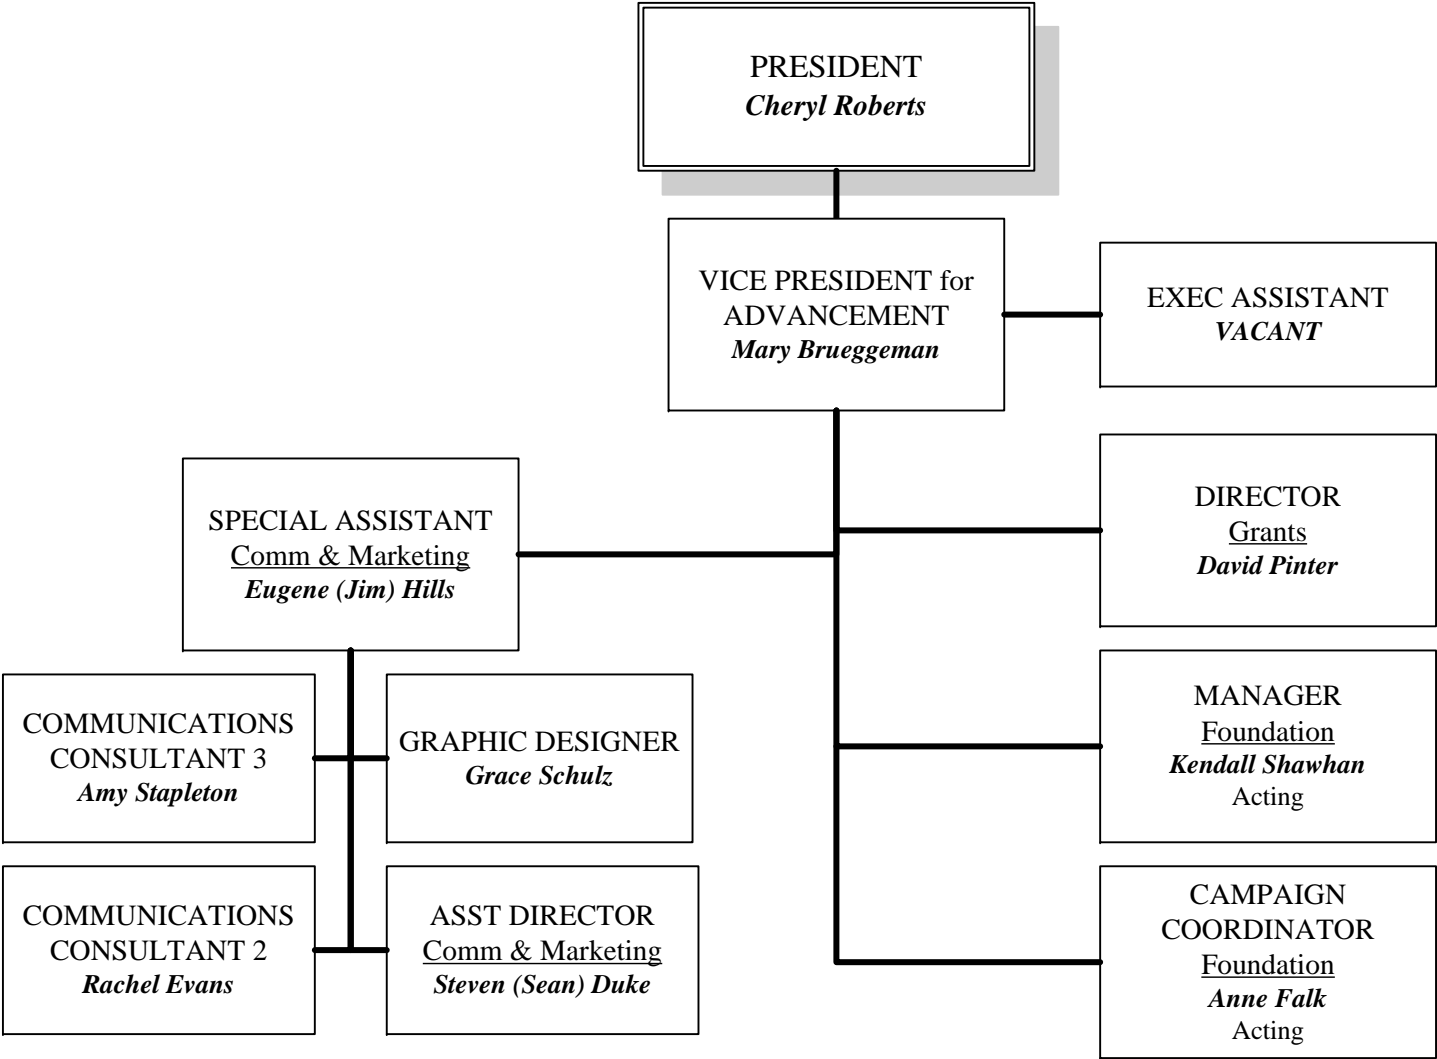 PRESIDENT
Cheryl Roberts
VICE PRESIDENT for
ADVANCEMENT
Mary Brueggeman
EXEC ASSISTANT
VACANT
SPECIAL ASSISTANT
Comm & Marketing
Eugene (Jim) Hills
DIRECTOR
Grants
David Pinter
COMMUNICATIONS
CONSULTANT 3
Amy Stapleton
GRAPHIC DESIGNER
Grace Schulz
MANAGER
Foundation
Kendall Shawhan
Acting
COMMUNICATIONS
CONSULTANT 2
Rachel Evans
ASST DIRECTOR
Comm & Marketing
Steven (Sean) Duke
CAMPAIGN
COORDINATOR
Foundation
Anne Falk
Acting